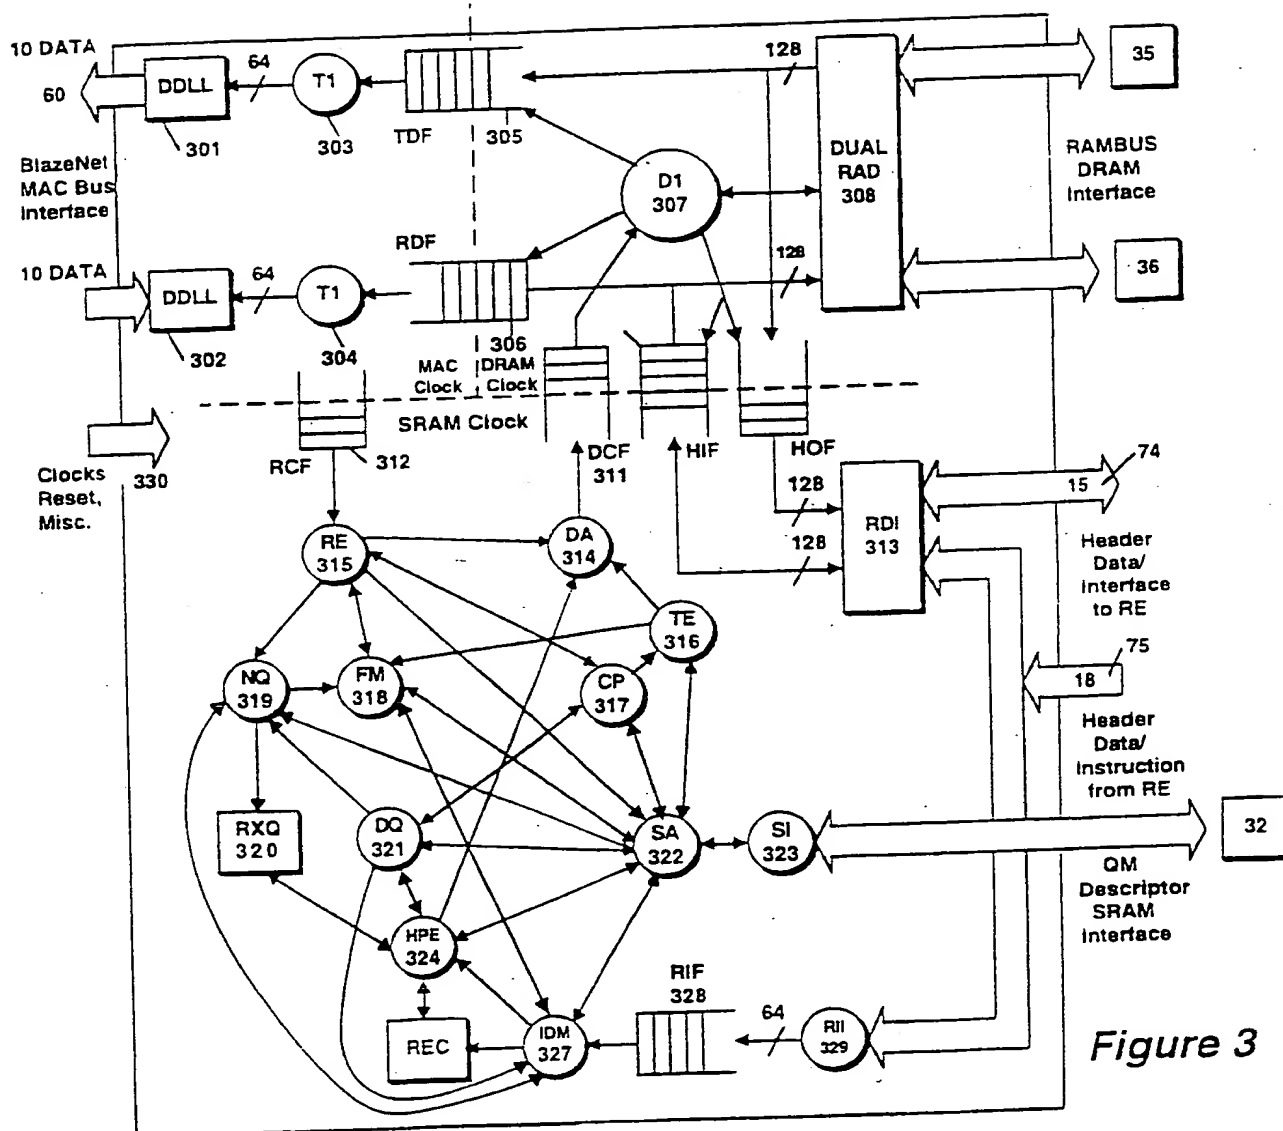 10 DATA
60
DDLL
301
64
T1
303
TDF
305
128
DUAL
RAD
308
35
BlazeNet
MAC Bus
Interface
D1
307
RAMBUS
DRAM
Interface
10 DATA
DDLL
302
64
T1
304
RDF
306
128
36
MAC
Clock
DRAM
Clock
SRAM Clock
Clocks
Reset,
Misc.
330
RCF
312
DCF
311
HIF
HOF
128
128
RDI
313
15
74
Header
Data/
Interface
to RE
RE
315
DA
314
TE
316
18
75
Header
Data/
Instruction
from RE
NQ
319
FM
318
CP
317
RXQ
320
DQ
321
SA
322
SI
323
32
QM
Descriptor
SRAM
Interface
HPE
324
REC
IDM
327
RIF
328
64
RII
329
Figure 3